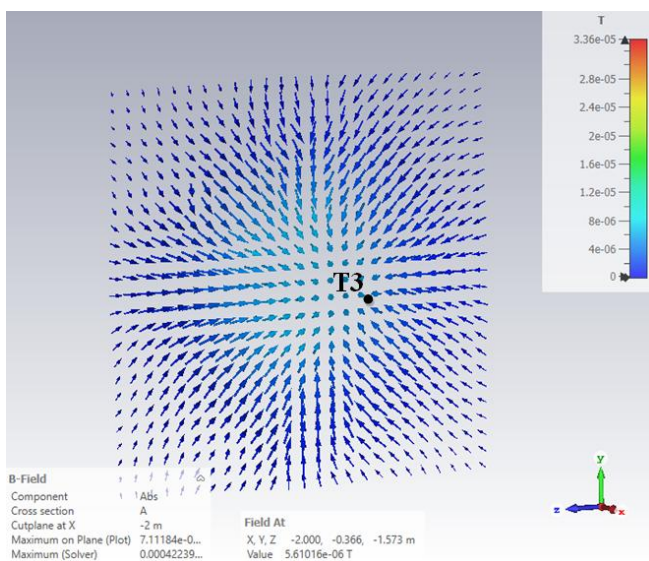 T
3.36e-05
2.8e-05
2.4e-05
2e-05
1.6e-05
1.2e-05
8e-06
4e-06
0
T3
y
z
x
B-Field
Component Abs
Cross section A
Cutplane at X -2 m
Maximum on Plane (Plot) 7.11184e-0...
Maximum (Solver) 0.00042239...
Field At
X, Y, Z -2.000, -0.366, -1.573 m
Value 5.61016e-06 T